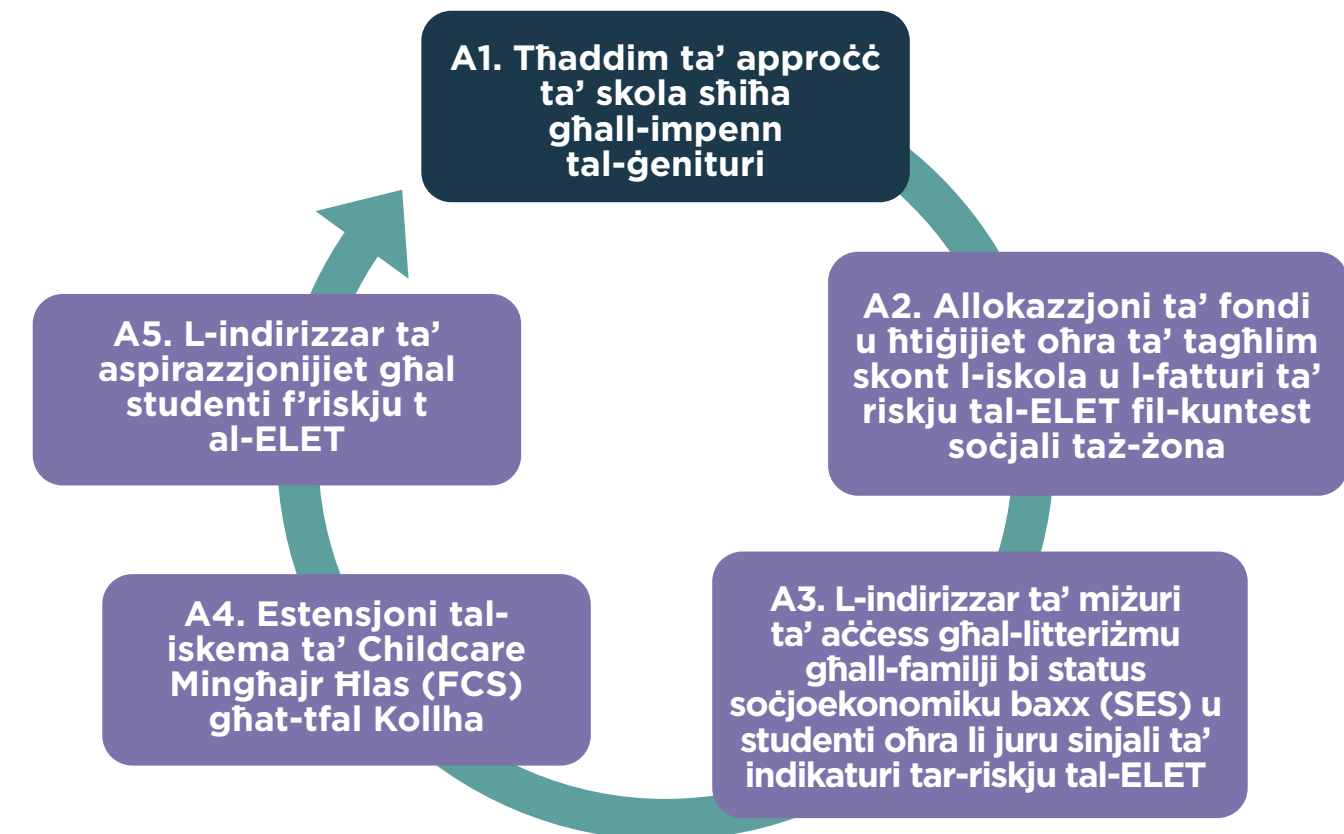 A1. Tħaddim ta’ approċċ
ta’ skola sħiħa
għall-impenn
tal-ġenituri
A2. Allokazzjoni ta’ fondi
u ħtiġijiet oħra ta’ tagħlim
skont l-iskola u l-fatturi ta’
riskju tal-ELET fil-kuntest
soċjali taż-żona
A3. L-indirizzar ta’ miżuri
ta’ aċċess għal-litteriżmu
għall-familji bi status
soċjoekonomiku baxx (SES) u
studenti oħra li juru sinjali ta’
indikaturi tar-riskju tal-ELET
A4. Estensjoni tal-
iskema ta’ Childcare
Mingħajr Ħlas (FCS)
għat-tfal Kollha
A5. L-indirizzar ta’
aspirazzjonijiet għal
studenti f’riskju t
al-ELET